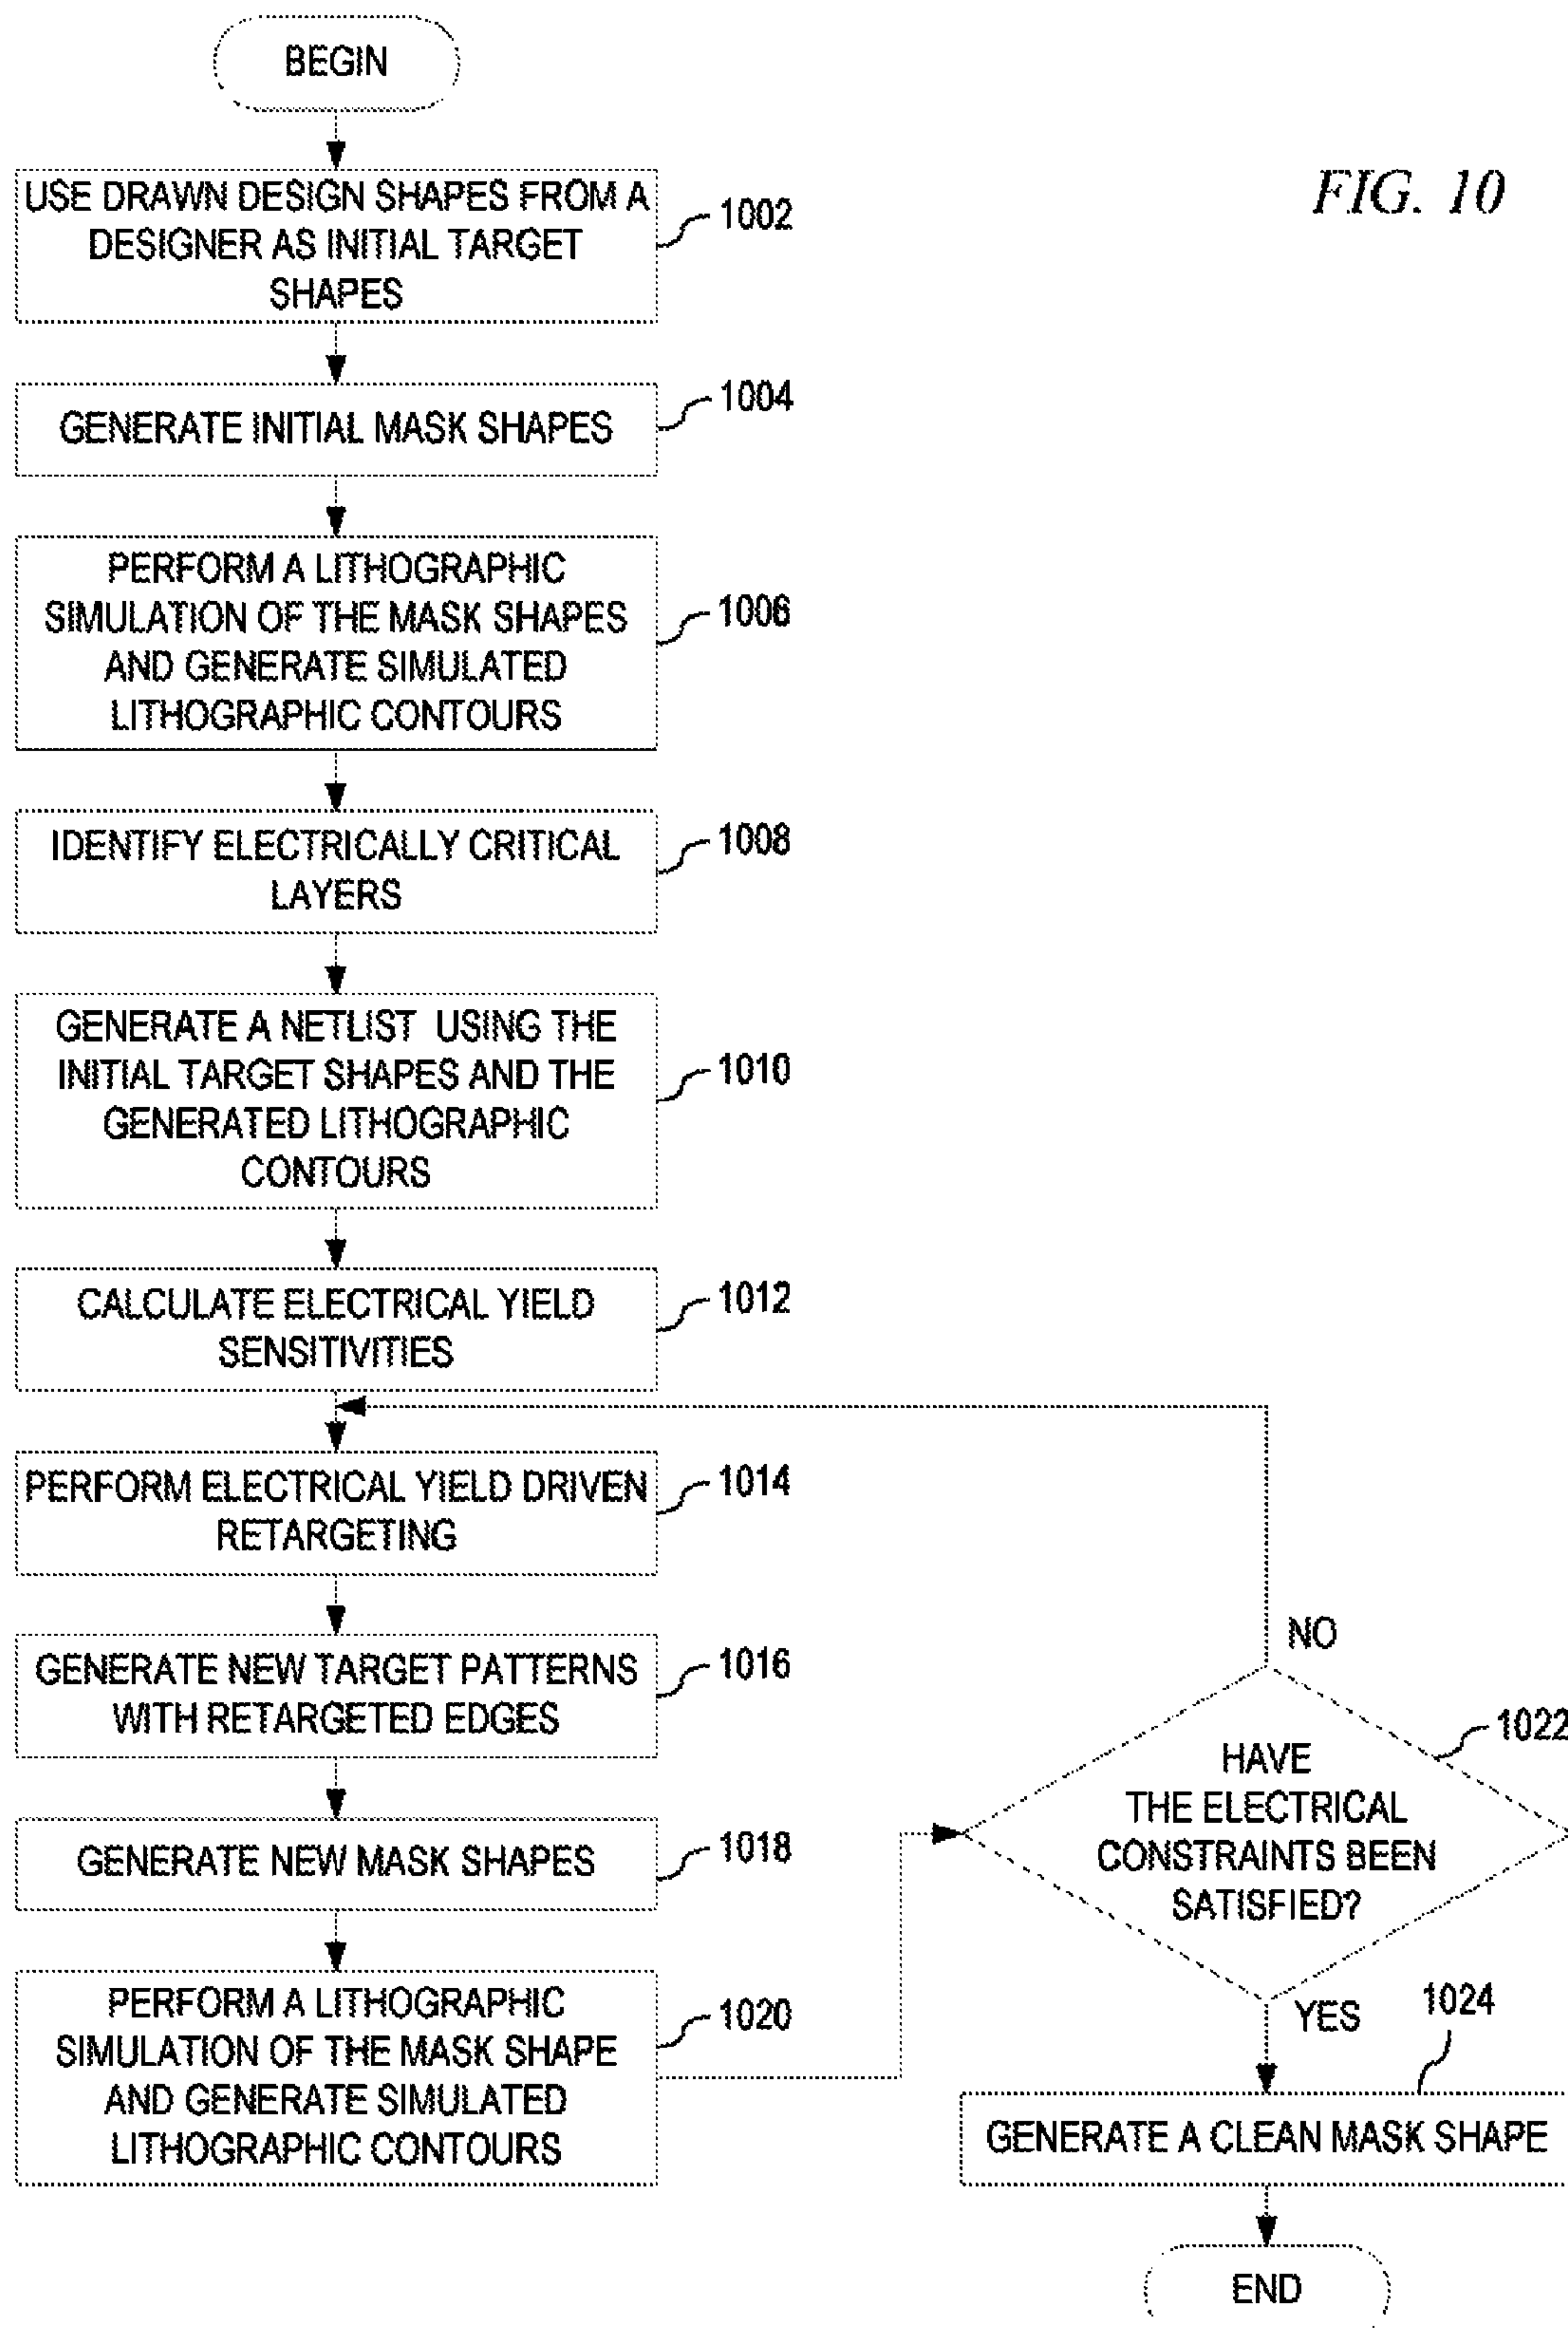 BEGIN
FIG. 10
USE DRAWN DESIGN SHAPES FROM A
DESIGNER AS INITIAL TARGET
SHAPES
1002
GENERATE INITIAL MASK SHAPES
1004
PERFORM A LITHOGRAPHIC
SIMULATION OF THE MASK SHAPES
AND GENERATE SIMULATED
LITHOGRAPHIC CONTOURS
1006
IDENTIFY ELECTRICALLY CRITICAL
LAYERS
1008
GENERATE A NETLIST USING THE
INITIAL TARGET SHAPES AND THE
GENERATED LITHOGRAPHIC
CONTOURS
1010
CALCULATE ELECTRICAL YIELD
SENSITIVITIES
1012
PERFORM ELECTRICAL YIELD DRIVEN
RETARGETING
1014
GENERATE NEW TARGET PATTERNS
WITH RETARGETED EDGES
1016
GENERATE NEW MASK SHAPES
1018
PERFORM A LITHOGRAPHIC
SIMULATION OF THE MASK SHAPE
AND GENERATE SIMULATED
LITHOGRAPHIC CONTOURS
1020
NO
HAVE
THE ELECTRICAL
CONSTRAINTS BEEN
SATISFIED?
1022
YES
1024
GENERATE A CLEAN MASK SHAPE
END